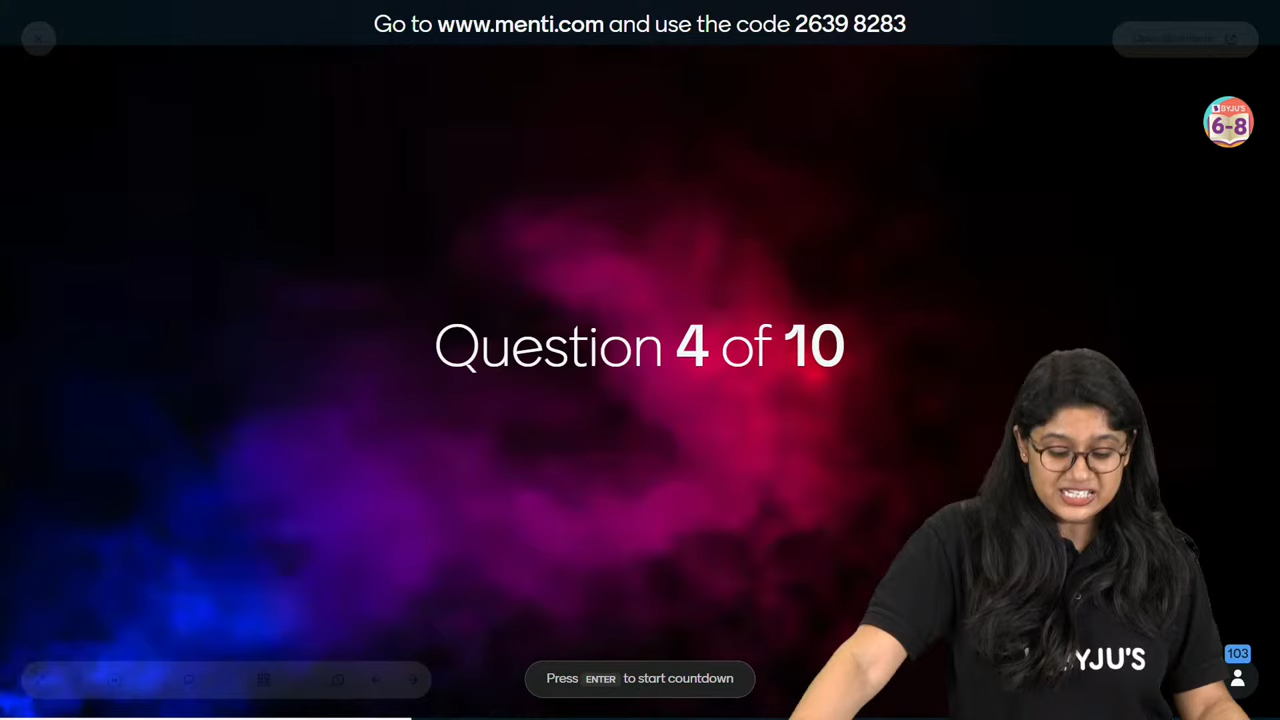 Go to www.menti.com and use the code 2639 8283
BYJU'S
6-8
Question 4 of 10
BYJU'S
103
Press ENTER to start countdown